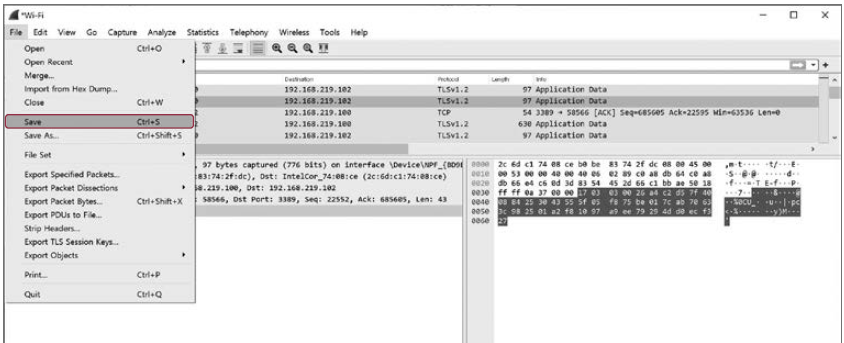 *Wi-Fi
File Edit View Go Capture Analyze Statistics Telephony Wireless Tools Help
Open Ctrl+O
Open Recent
Merge...
Import from Hex Dump...
Close Ctrl+W
Save Ctrl+S
Save As... Ctrl+Shift+S
File Set
Export Specified Packets...
Export Packet Dissections
Export Packet Bytes... Ctrl+Shift+X
Export PDUs to File...
Strip Headers...
Export TLS Session Keys...
Export Objects
Print... Ctrl+P
Quit Ctrl+Q
Destination Protocol Length Info
192.168.219.102 TLSv1.2 97 Application Data
192.168.219.102 TLSv1.2 97 Application Data
192.168.219.100 TCP 54 3389 → 58566 [ACK] Seq=685605 Ack=22595 Win=63536 Len=0
192.168.219.100 TLSv1.2 630 Application Data
192.168.219.102 TLSv1.2 97 Application Data
, 97 bytes captured (776 bits) on interface \Device\NPF_{BD9E
:83:74:2f:dc), Dst: IntelCor_74:08:ce (2c:6d:c1:74:08:ce)
58.219.100, Dst: 192.168.219.102
: 58566, Dst Port: 3389, Seq: 22552, Ack: 685605, Len: 43
0000 2c 6d c1 74 08 ce b0 be 83 74 2f dc 08 00 45 00
0010 00 53 00 00 40 00 40 06 02 89 c0 a8 db 64 c0 a8
0020 db 66 e4 c6 0d 3d 83 54 45 2d 66 c1 bb ae 50 18
0030 ff ff 0a 37 00 00 17 03 03 00 26 a4 c2 d5 7f 40
0040 08 84 25 30 43 55 5f 05 f8 75 be 01 7c ab 70 63
0050 3c 98 25 01 a2 f8 10 97 a9 ee 79 29 4d d0 ec f3
0060 27